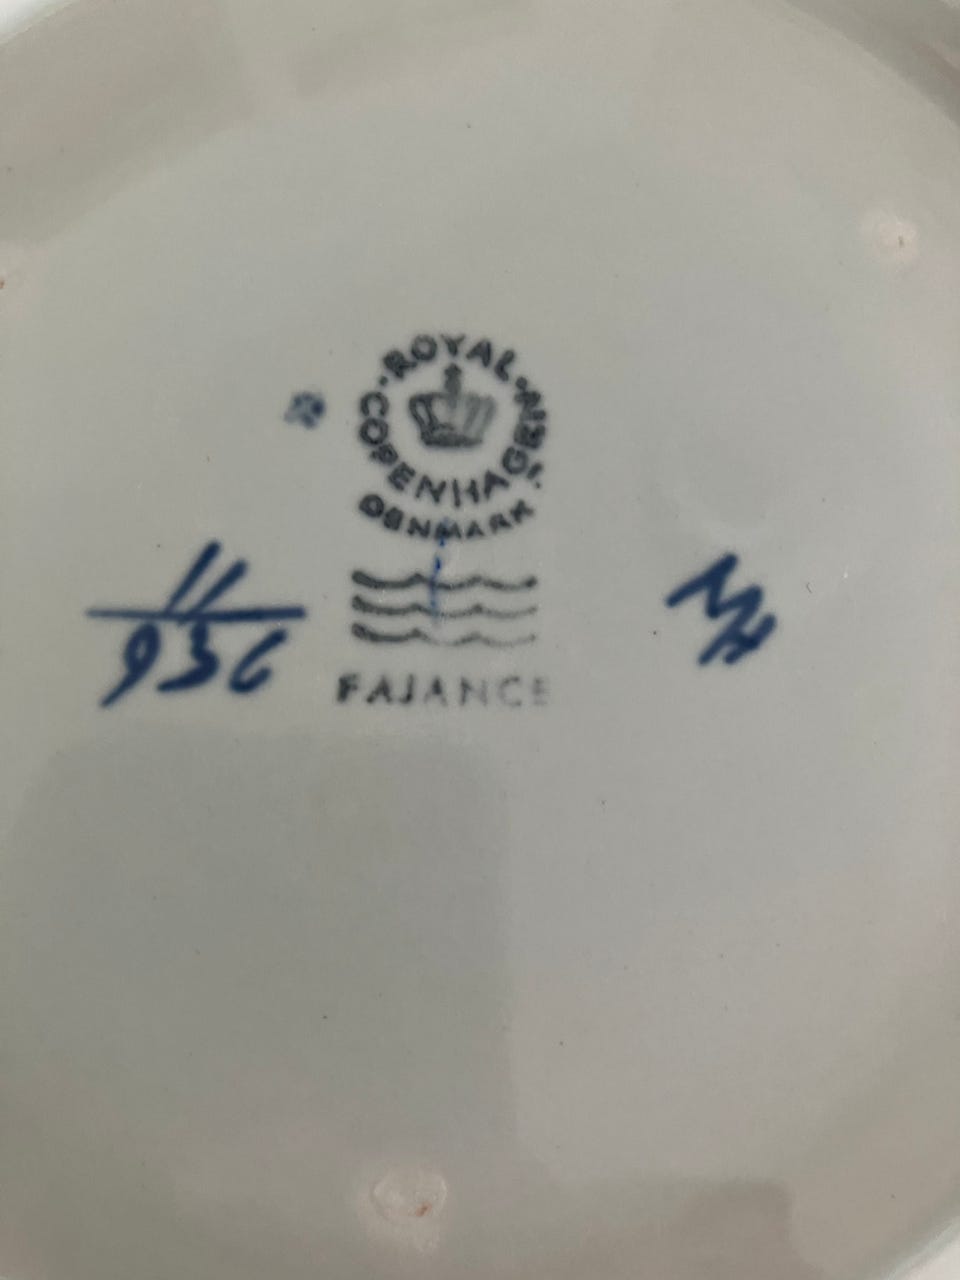 ROYAL
COPENHAGEN
DENMARK
11
956
FAJANCE